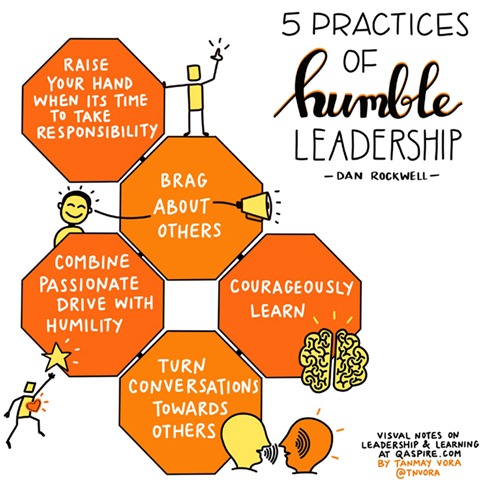 5 PRACTICES
OF
humble
LEADERSHIP
— DAN ROCKWELL —
RAISE
YOUR HAND
WHEN ITS TIME
TO TAKE
RESPONSIBILITY
BRAG
ABOUT
OTHERS
COMBINE
PASSIONATE
DRIVE WITH
HUMILITY
COURAGEOUSLY
LEARN
TURN
CONVERSATIONS
TOWARDS
OTHERS
VISUAL NOTES ON
LEADERSHIP & LEARNING
AT QASPIRE.COM
BY TANMAY VORA
@TNVORA